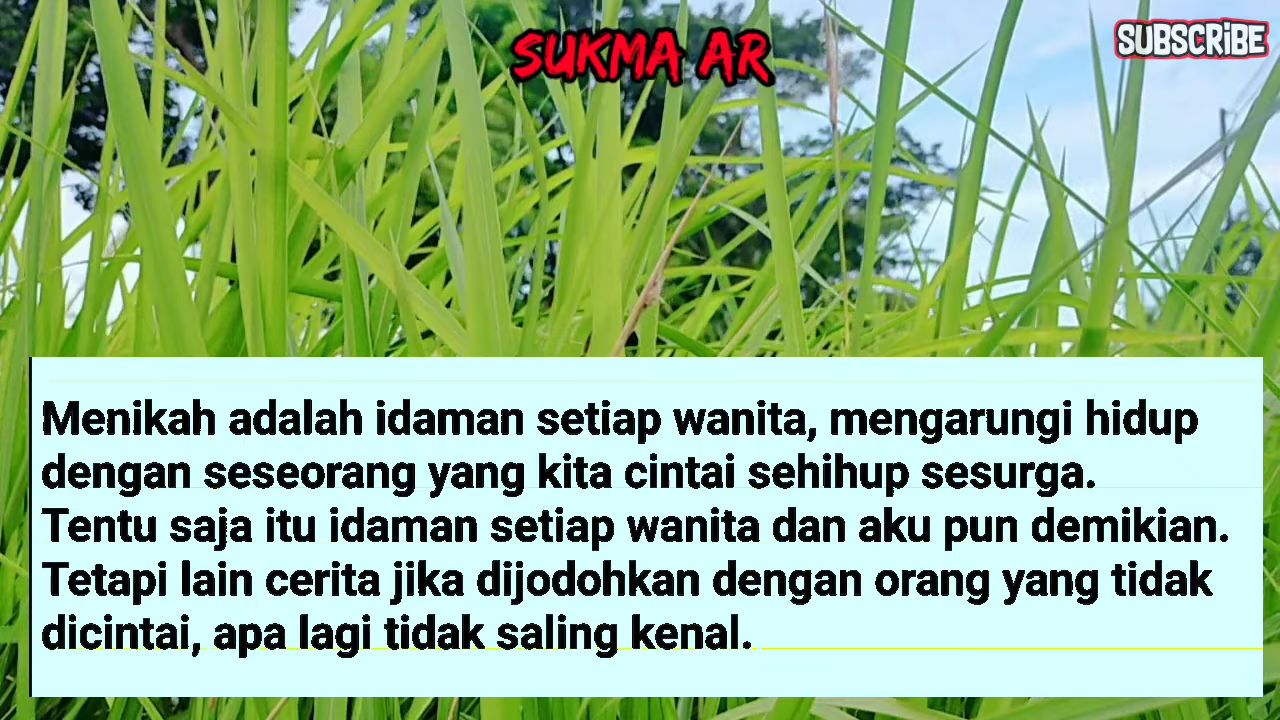 SUKMA AR
SUBSCRiBE
Menikah adalah idaman setiap wanita, mengarungi hidup
dengan seseorang yang kita cintai sehihup sesurga.
Tentu saja itu idaman setiap wanita dan aku pun demikian.
Tetapi lain cerita jika dijodohkan dengan orang yang tidak
dicintai, apa lagi tidak saling kenal.